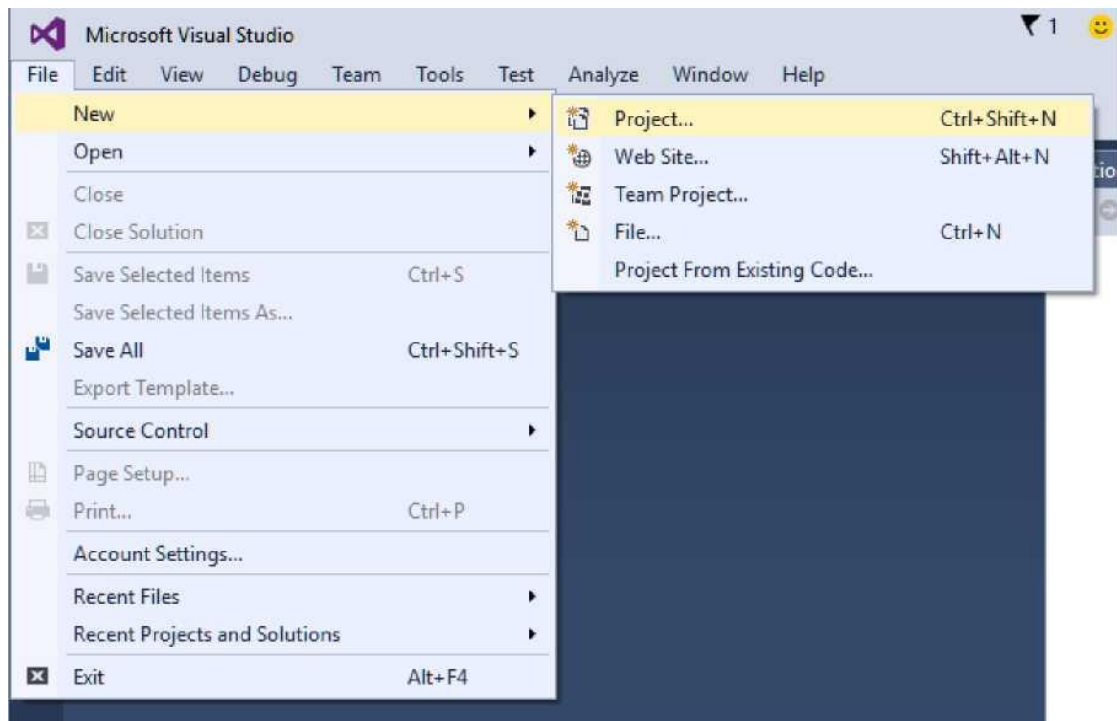 Microsoft Visual Studio 1
File Edit View Debug Team Tools Test Analyze Window Help
New
Open
Close
Close Solution
Save Selected Items Ctrl+S
Save Selected Items As...
Save All Ctrl+Shift+S
Export Template...
Source Control
Page Setup...
Print... Ctrl+P
Account Settings...
Recent Files
Recent Projects and Solutions
Exit Alt+F4
Project... Ctrl+Shift+N
Web Site... Shift+Alt+N
Team Project...
File... Ctrl+N
Project From Existing Code...